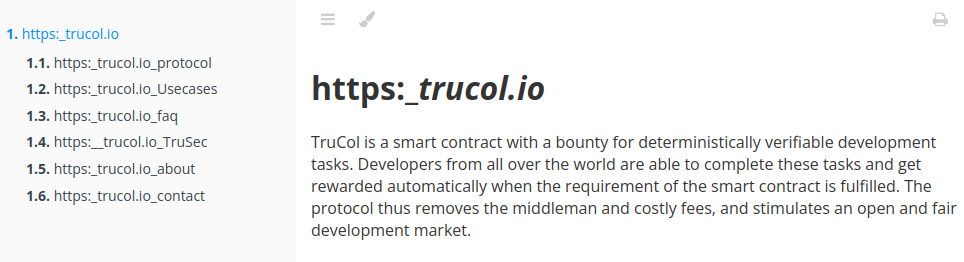 1. https:_trucol.io
1.1. https:_trucol.io_protocol
1.2. https:_trucol.io_Usecases
1.3. https:_trucol.io_faq
1.4. https:__trucol.io_TruSec
1.5. https:_trucol.io_about
1.6. https:_trucol.io_contact
https:_trucol.io
TruCol is a smart contract with a bounty for deterministically verifiable development
tasks. Developers from all over the world are able to complete these tasks and get
rewarded automatically when the requirement of the smart contract is fulfilled. The
protocol thus removes the middleman and costly fees, and stimulates an open and fair
development market.